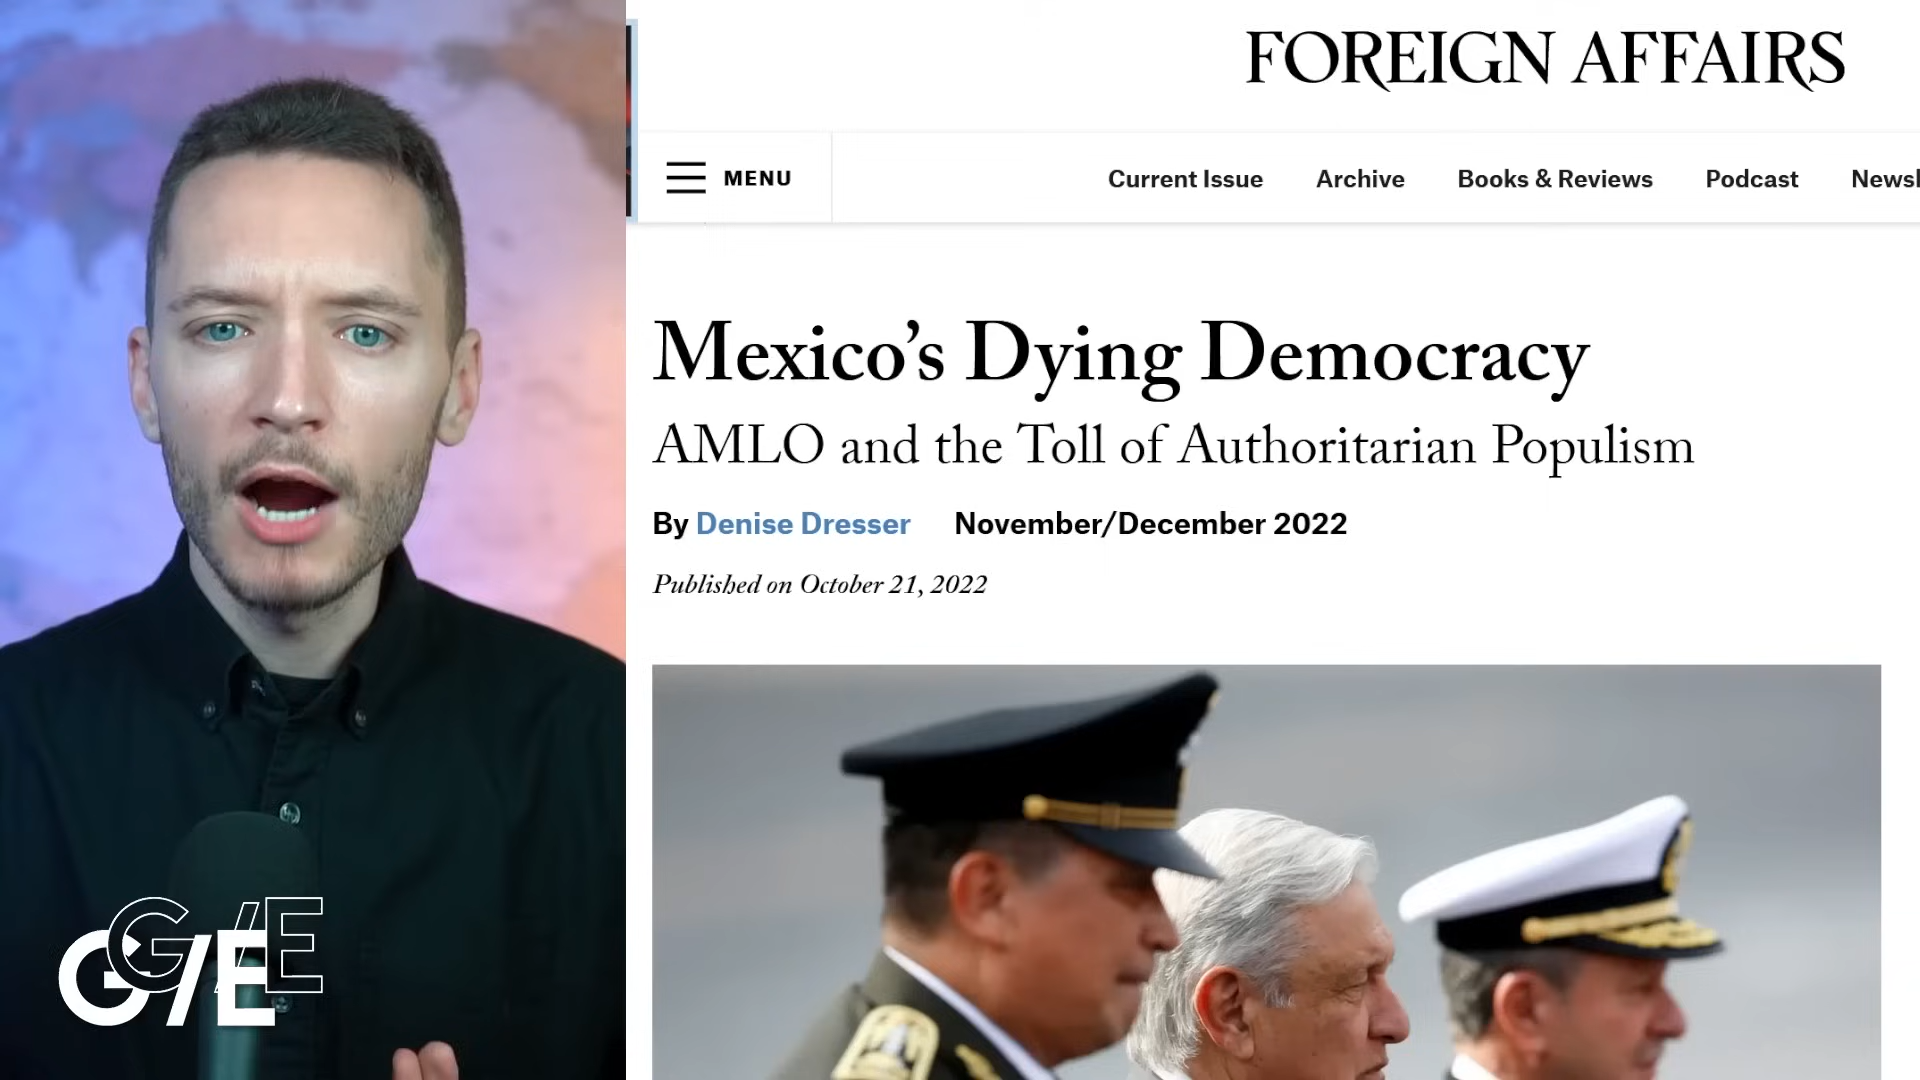 FOREIGN AFFAIRS
MENU
Current Issue Archive Books & Reviews Podcast
Mexico’s Dying Democracy
AMLO and the Toll of Authoritarian Populism
By Denise Dresser November/December 2022
Published on October 21, 2022
G/E
G/E